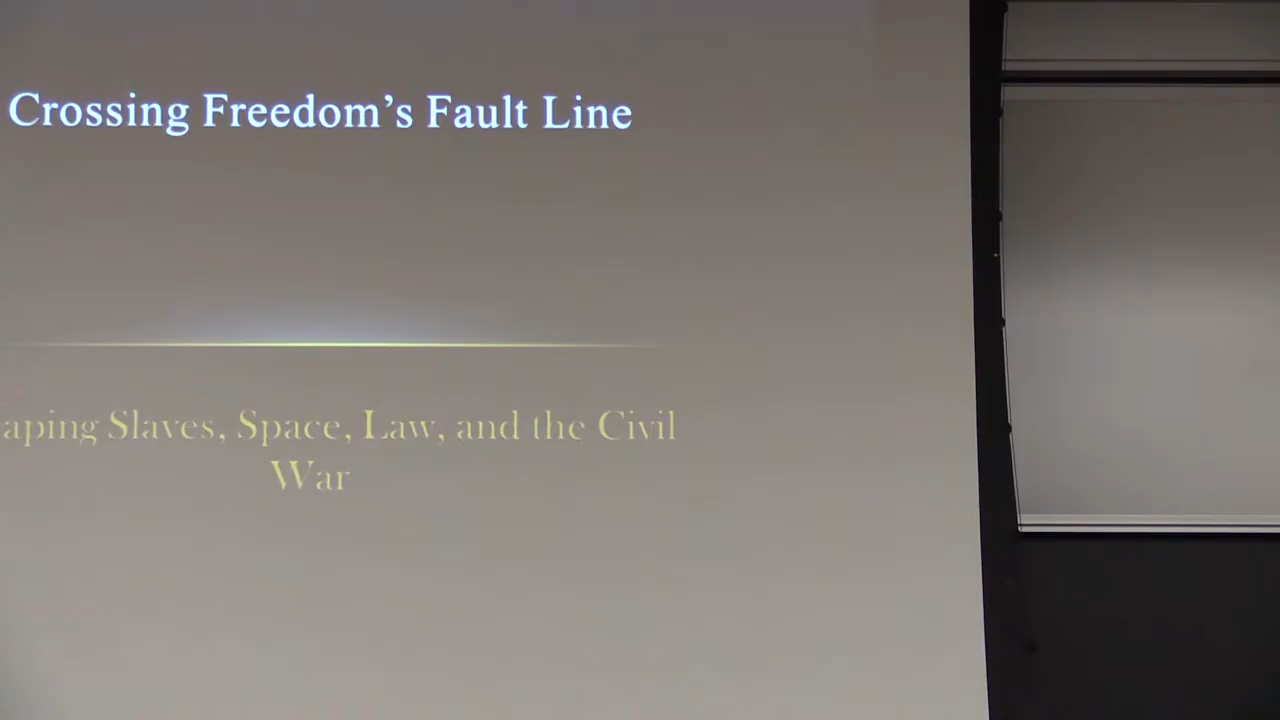 Crossing Freedom’s Fault Line
aping Slaves, Space, Law, and the Civil
War